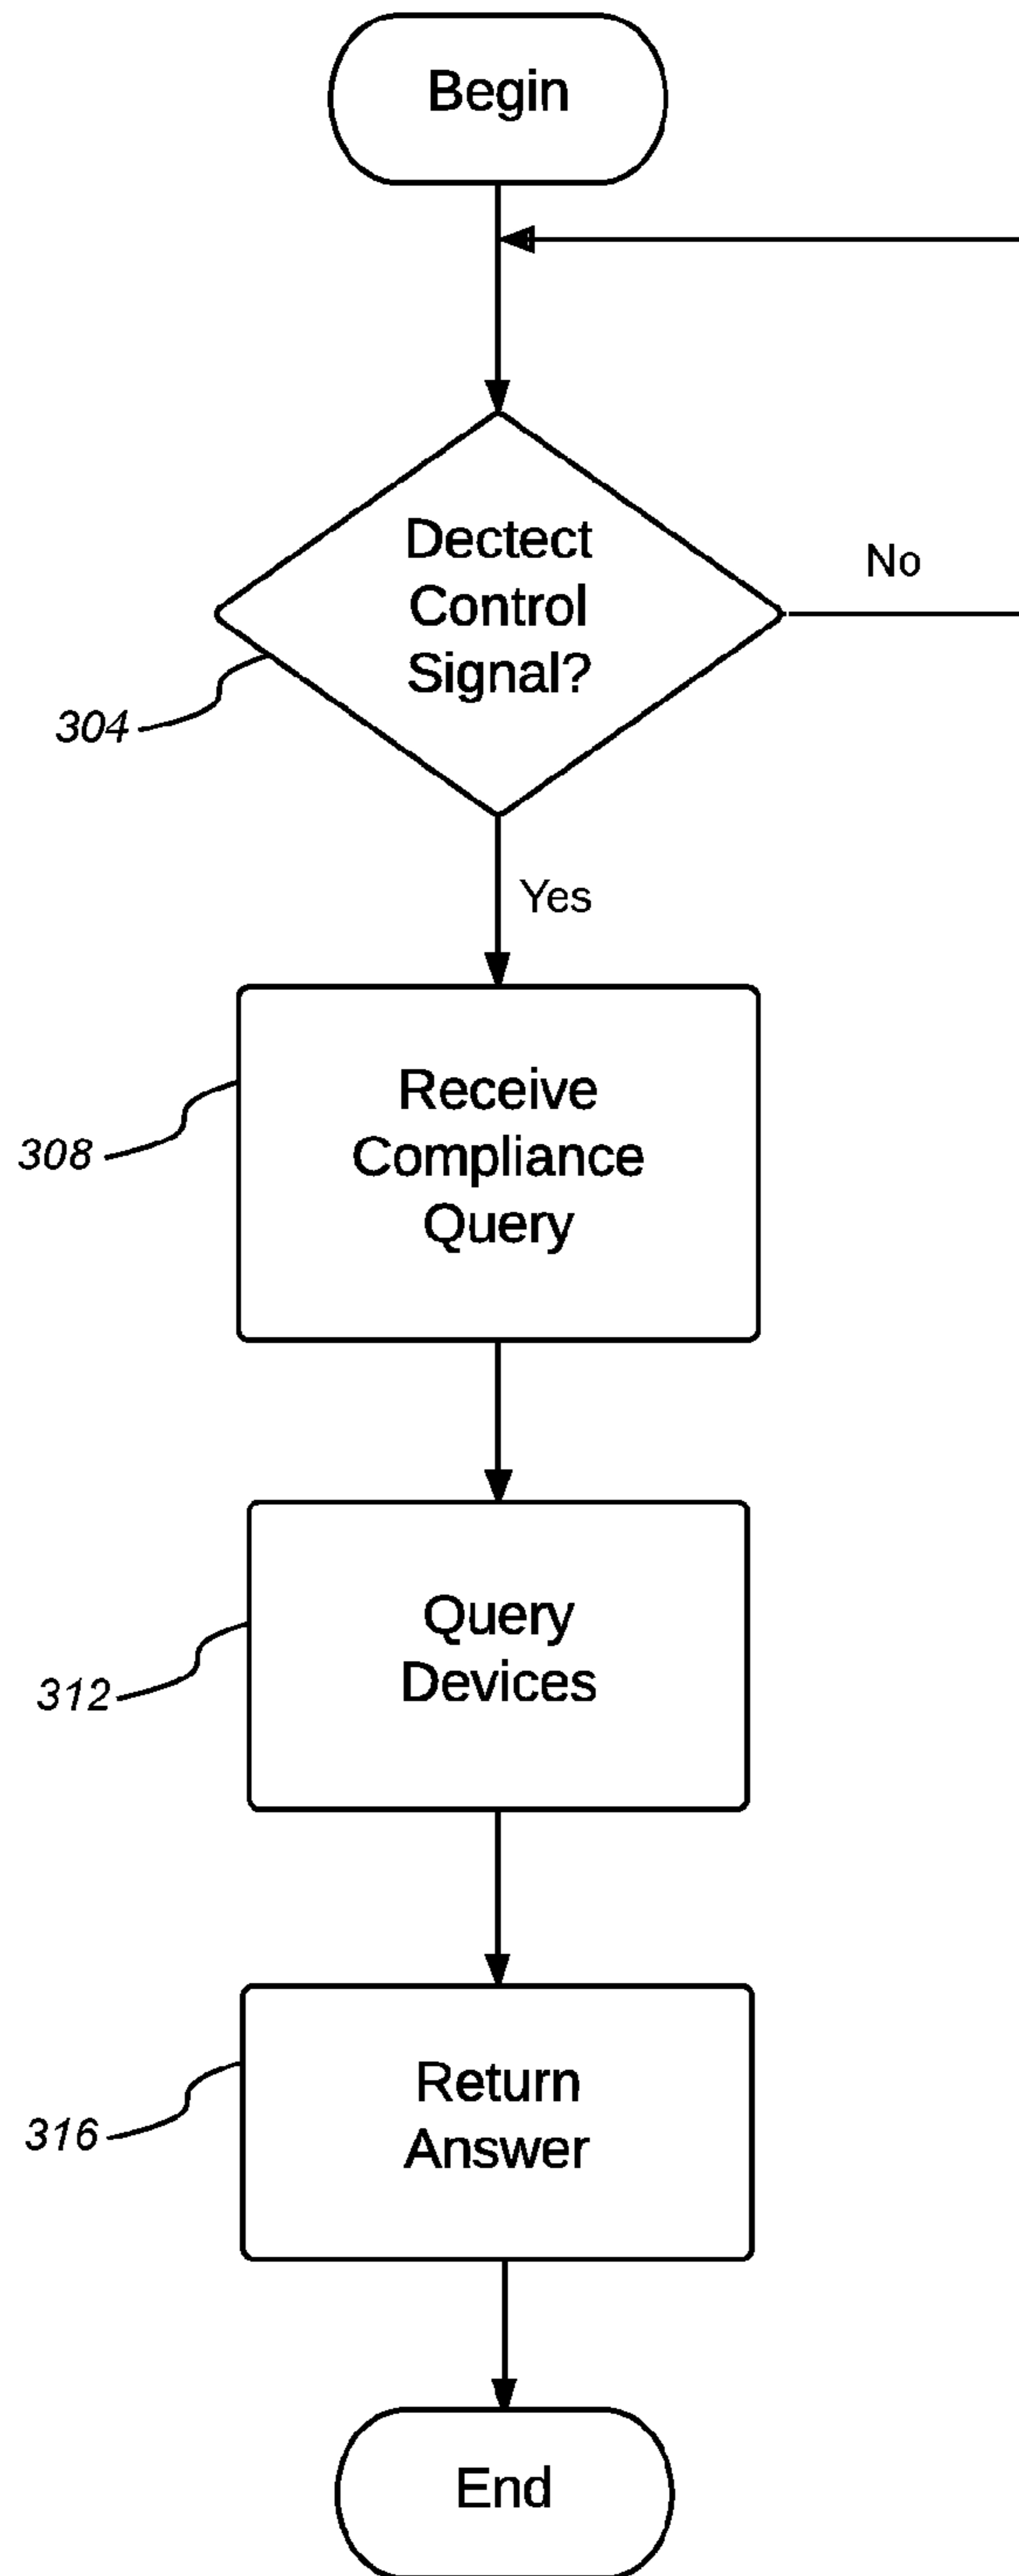 Begin
Dectect
Control
Signal?
No
304
Yes
Receive
Compliance
Query
308
Query
Devices
312
Return
Answer
316
End